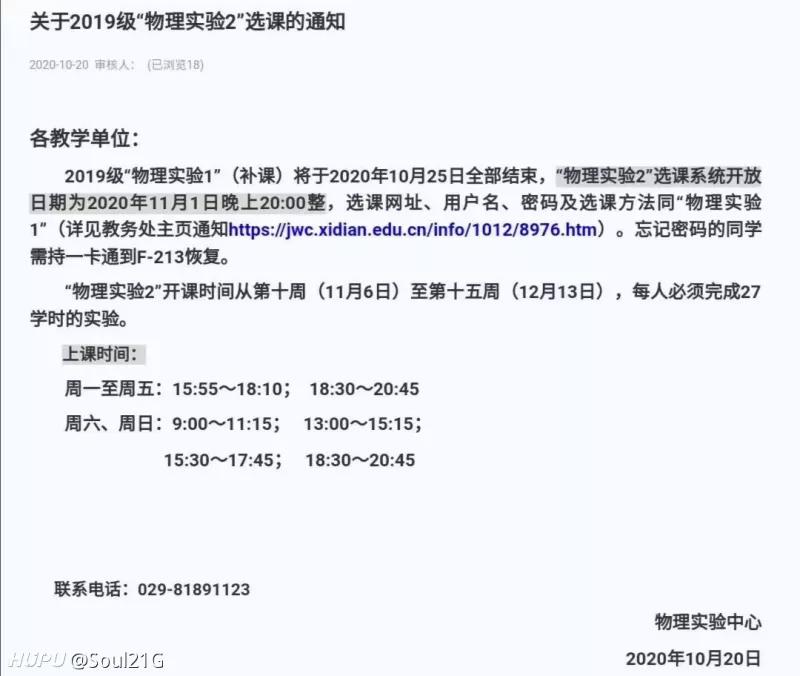 关于2019级“物理实验2”选课的通知
2020-10-20 审核人： (已浏览18)
各教学单位：
2019级“物理实验1”（补课）将于2020年10月25日全部结束，“物理实验2”选课系统开放
日期为2020年11月1日晚上20:00整，选课网址、用户名、密码及选课方法同“物理实验
1”（详见教务处主页通知https://jwc.xidian.edu.cn/info/1012/8976.htm）。忘记密码的同学
需持一卡通到F-213恢复。
“物理实验2”开课时间从第十周（11月6日）至第十五周（12月13日），每人必须完成27
学时的实验。
上课时间：
周一至周五：15:55～18:10； 18:30～20:45
周六、周日：9:00～11:15； 13:00～15:15；
15:30～17:45； 18:30～20:45
联系电话：029-81891123
物理实验中心
2020年10月20日
HUPU @Soul21G